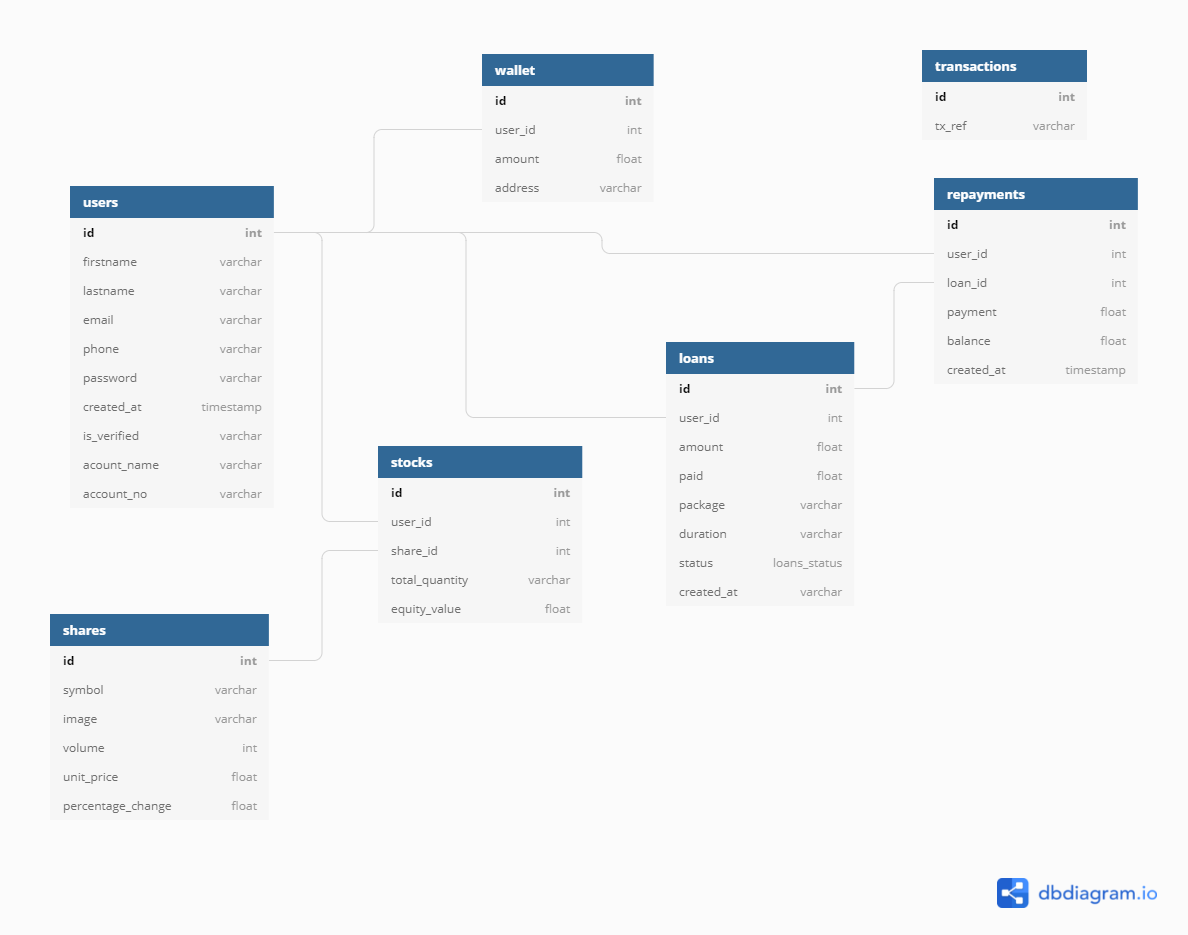 wallet
id int
user_id int
amount float
address varchar
transactions
id int
tx_ref varchar
users
id int
firstname varchar
lastname varchar
email varchar
phone varchar
password varchar
created_at timestamp
is_verified varchar
acount_name varchar
account_no varchar
repayments
id int
user_id int
loan_id int
payment float
balance float
created_at timestamp
loans
id int
user_id int
amount float
paid float
package varchar
duration varchar
status loans_status
created_at varchar
stocks
id int
user_id int
share_id int
total_quantity varchar
equity_value float
shares
id int
symbol varchar
image varchar
volume int
unit_price float
percentage_change float
dbdiagram.io